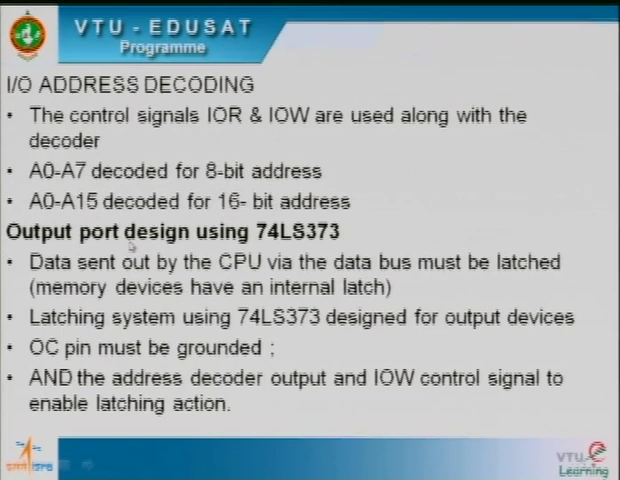 VTU - EDUSAT
Programme
I/O ADDRESS DECODING
• The control signals IOR & IOW are used along with the
decoder
• A0-A7 decoded for 8-bit address
• A0-A15 decoded for 16- bit address
Output port design using 74LS373
• Data sent out by the CPU via the data bus must be latched
(memory devices have an internal latch)
• Latching system using 74LS373 designed for output devices
• OC pin must be grounded ;
• AND the address decoder output and IOW control signal to
enable latching action.
VTU
Learning